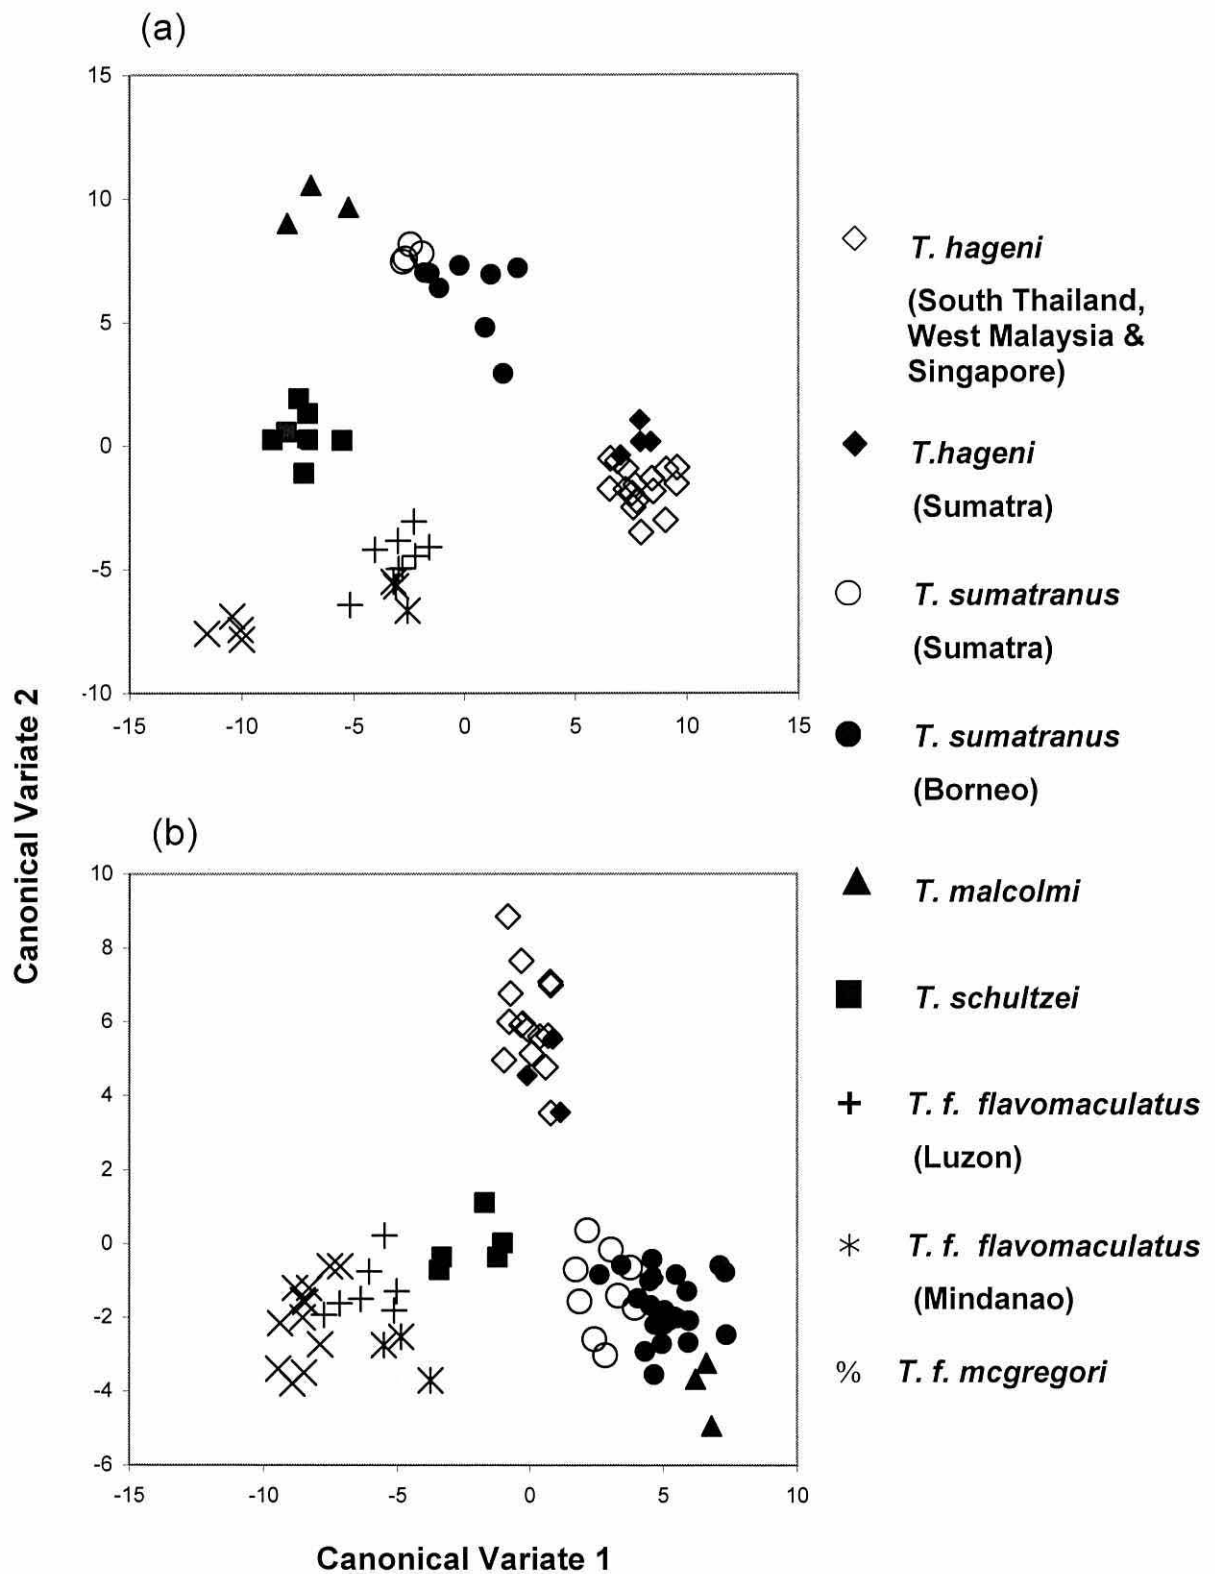 (a)
15
10
5
0
-5
-10
-15 -10 -5 0 5 10 15
Canonical Variate 2
(b)
10
8
6
4
2
0
-2
-4
-6
-15 -10 -5 0 5 10
Canonical Variate 1
T. hageni
(South Thailand,
West Malaysia &
Singapore)
T.hageni
(Sumatra)
T. sumatranus
(Sumatra)
T. sumatranus
(Borneo)
T. malcolmi
T. schultzei
T. f. flavomaculatus
(Luzon)
T. f. flavomaculatus
(Mindanao)
% T. f. mcgregori